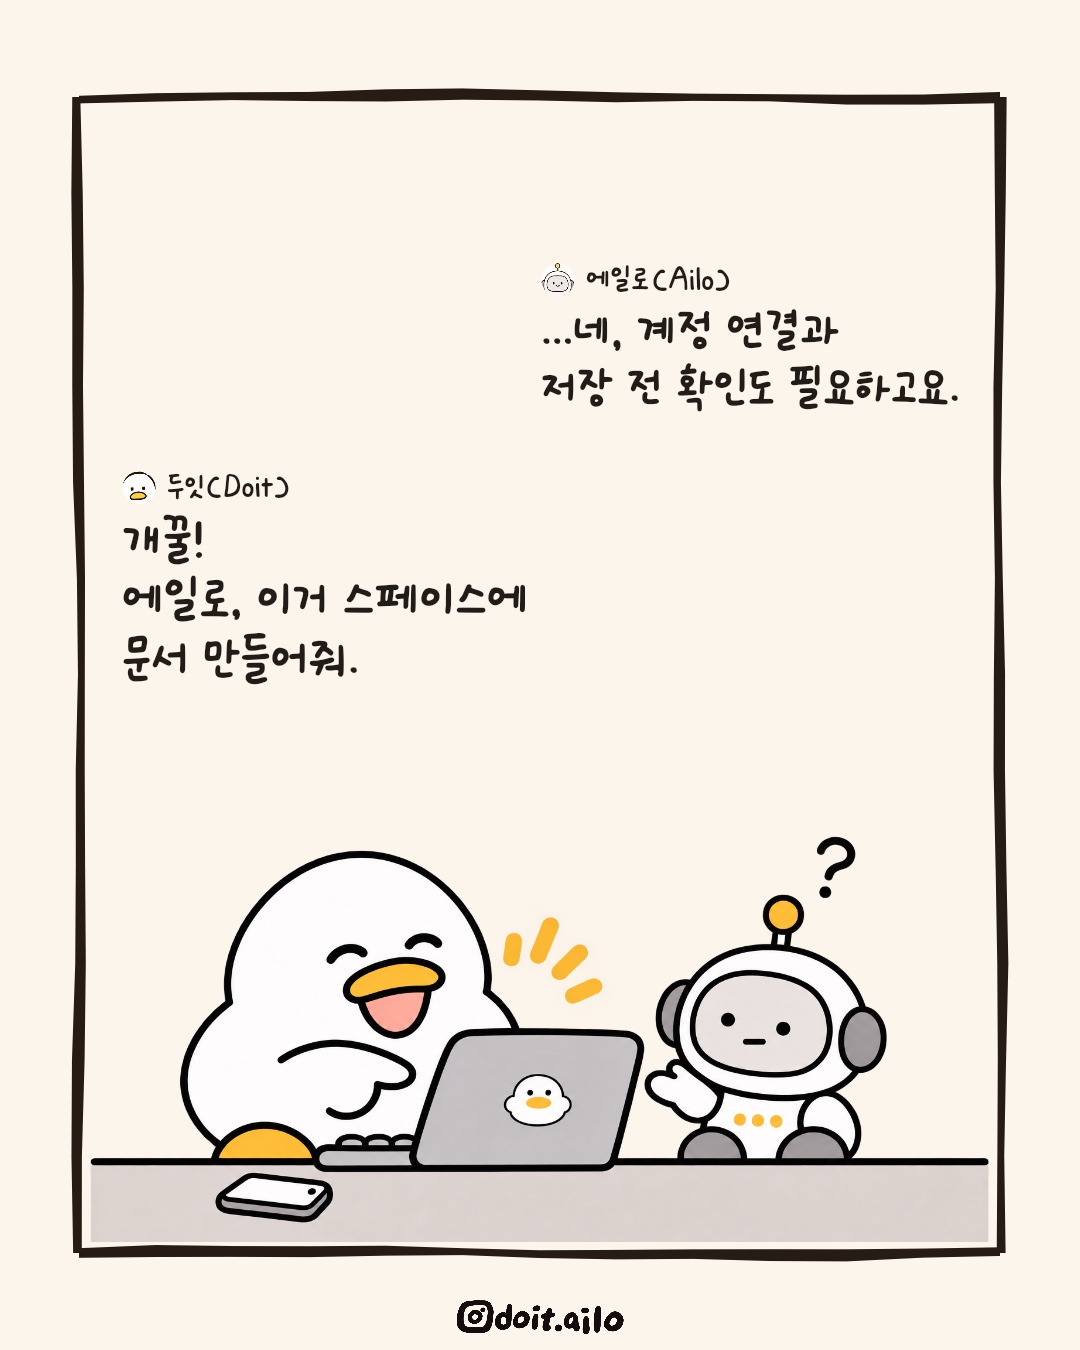 에일로(Ailo)
...네, 계정 연결과
저장 전 확인도 필요하고요.
두잇(Doit)
개꿀!
에일로, 이거 스페이스에
문서 만들어줘.
?
doit.ailo